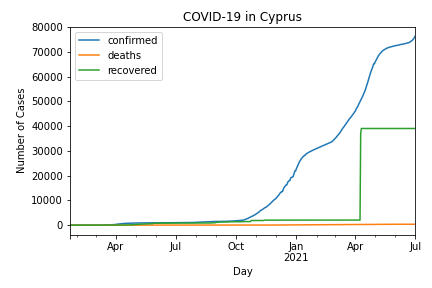 COVID-19 in Cyprus
80000
70000
60000
50000
40000
30000
20000
10000
0
Number of Cases
confirmed
deaths
recovered
Apr
Jul
Oct
Jan
2021
Apr
Jul
Day